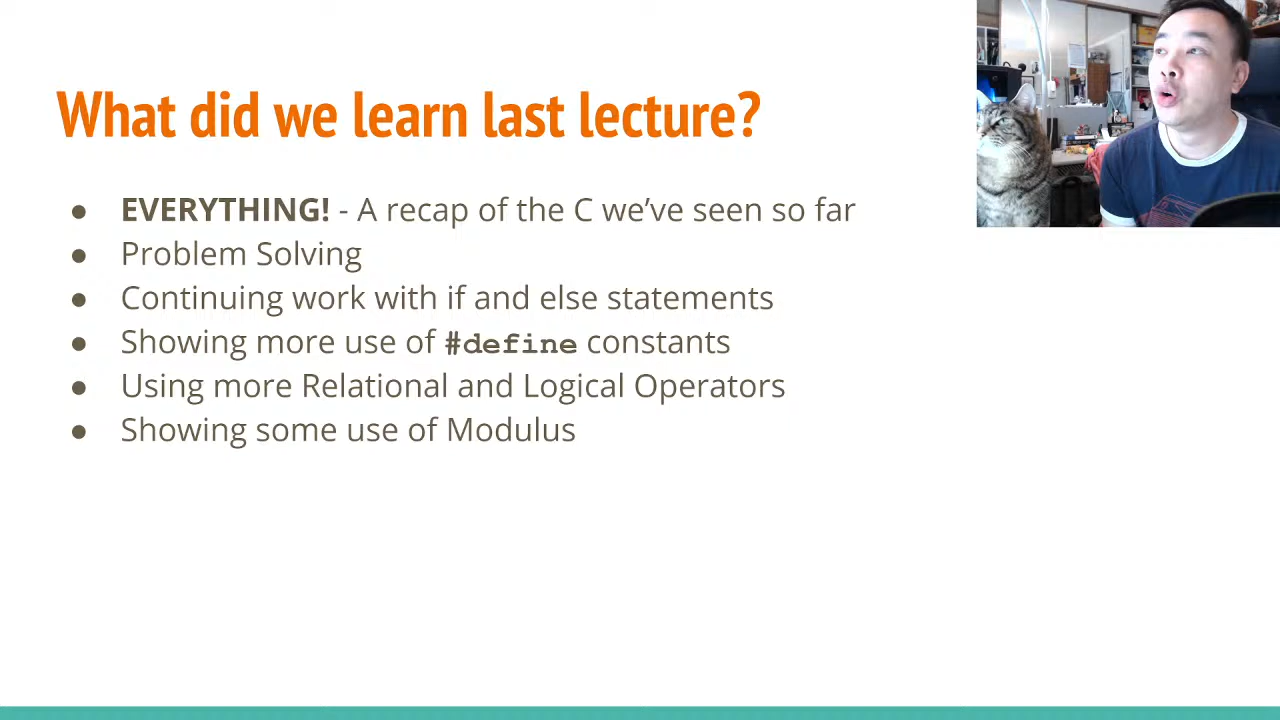 What did we learn last lecture?
● EVERYTHING! - A recap of the C we’ve seen so far
● Problem Solving
● Continuing work with if and else statements
● Showing more use of #define constants
● Using more Relational and Logical Operators
● Showing some use of Modulus